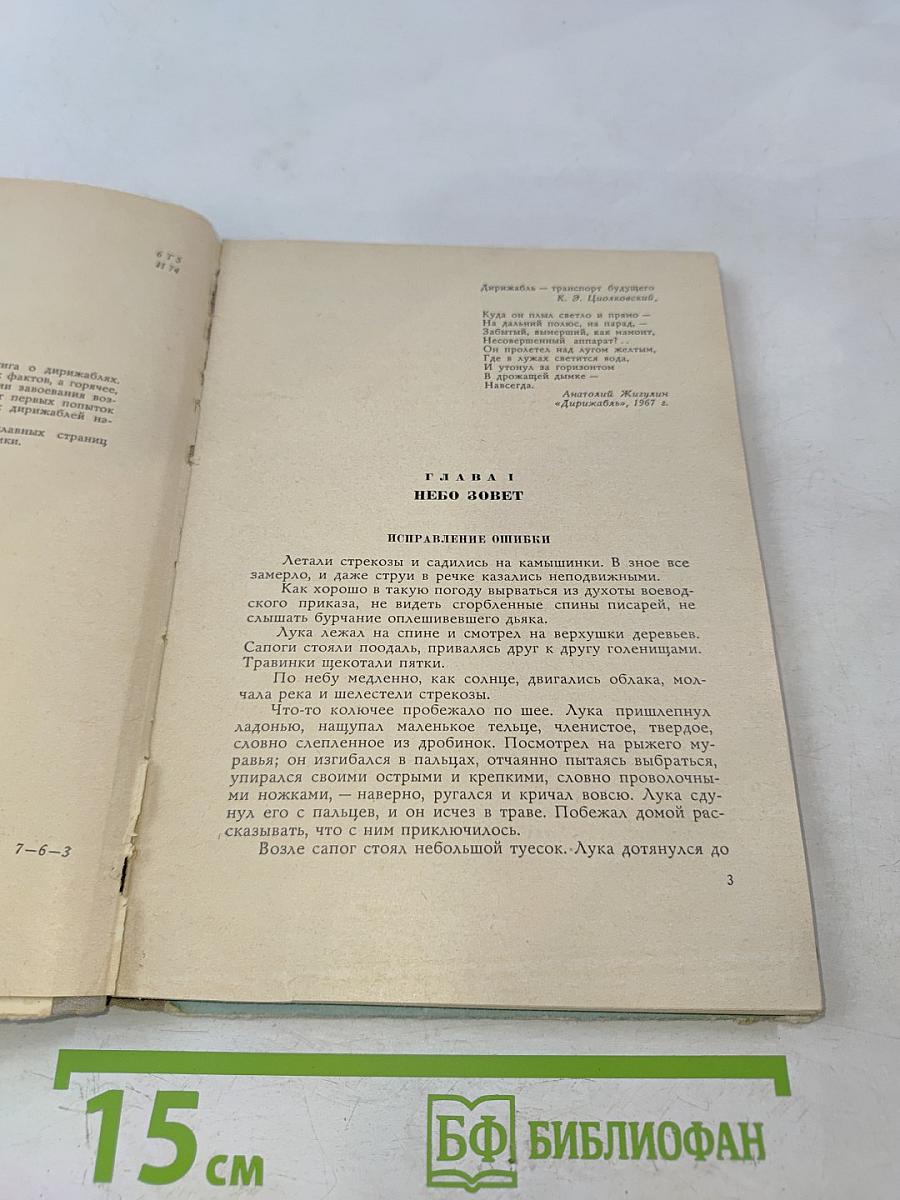 6 Т 5
Н 74
ига о дирижаблях.
фактов, а горячее,
ии завоевания воз-
т первых попыток
дирижаблей на-
лавных страниц
ики.
7—6—3
Дирижабль — транспорт будущего
К. Э. Циолковский,
Куда он плыл светло и прямо —
На дальний полюс, на парад, —
Забытый, вымерший, как мамонт,
Несовершенный аппарат?..
Он пролетел над лугом желтым,
Где в лужах светится вода,
И утонул за горизонтом
В дрожащей дымке —
Навсегда.
Анатолий Жигулин
«Дирижабль», 1967 г.
ГЛАВА I
НЕБО ЗОВЕТ
ИСПРАВЛЕНИЕ ОШИБКИ
Летали стрекозы и садились на камышинки. В зное все
замерло, и даже струи в речке казались неподвижными.
Как хорошо в такую погоду вырваться из духоты воевод-
ского приказа, не видеть сгорбленные спины писарей, не
слышать бурчание оплешивевшего дьяка.
Лука лежал на спине и смотрел на верхушки деревьев.
Сапоги стояли поодаль, привалясь друг к другу голенищами.
Травинки щекотали пятки.
По небу медленно, как солнце, двигались облака, мол-
чала река и шелестели стрекозы.
Что-то колючее пробежало по шее. Лука пришлепнул
ладонью, нащупал маленькое тельце, членистое, твердое,
словно слепленное из дробинок. Посмотрел на рыжего му-
равья; он изгибался в пальцах, отчаянно пытаясь выбраться,
упирался своими острыми и крепкими, словно проволочны-
ми ножками, — наверно, ругался и кричал вовсю. Лука сду-
нул его с пальцев, и он исчез в траве. Побежал домой рас-
сказывать, что с ним приключилось.
Возле сапог стоял небольшой туесок. Лука дотянулся до
3
15 см
БФ БИБЛИОФАН